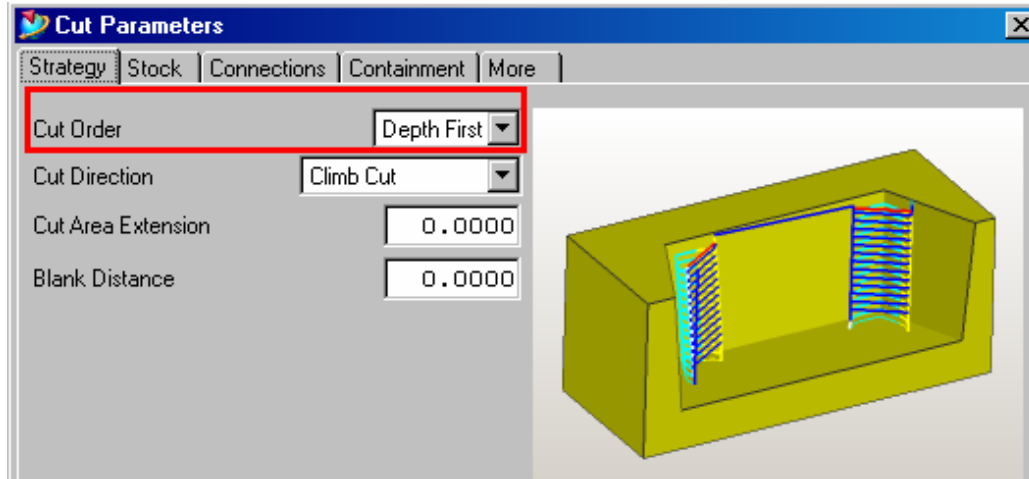 Cut Parameters
Strategy Stock Connections Containment More
Cut Order Depth First
Cut Direction Climb Cut
Cut Area Extension 0.0000
Blank Distance 0.0000